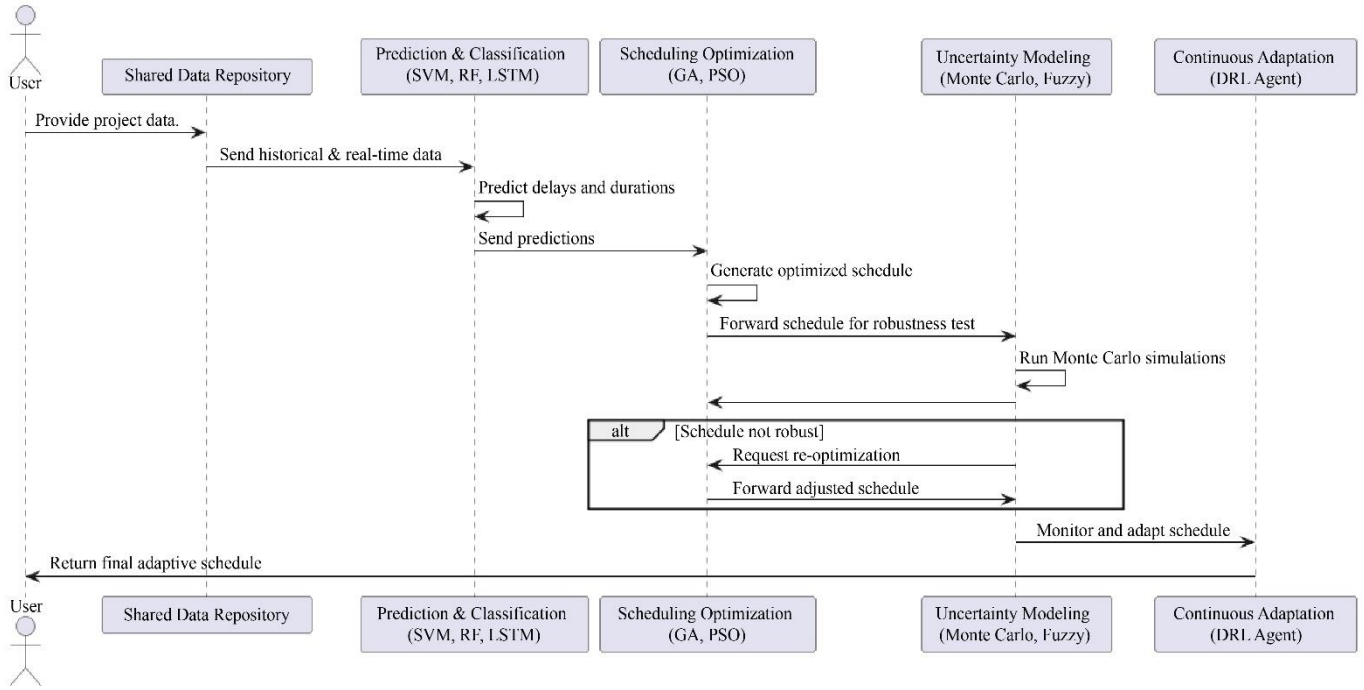 User
Shared Data Repository
Prediction & Classification
(SVM, RF, LSTM)
Scheduling Optimization
(GA, PSO)
Uncertainty Modeling
(Monte Carlo, Fuzzy)
Continuous Adaptation
(DRL Agent)
Provide project data.
Send historical & real-time data
Predict delays and durations
Send predictions
Generate optimized schedule
Forward schedule for robustness test
Run Monte Carlo simulations
alt
[Schedule not robust]
Request re-optimization
Forward adjusted schedule
Monitor and adapt schedule
Return final adaptive schedule
User
Shared Data Repository
Prediction & Classification
(SVM, RF, LSTM)
Scheduling Optimization
(GA, PSO)
Uncertainty Modeling
(Monte Carlo, Fuzzy)
Continuous Adaptation
(DRL Agent)